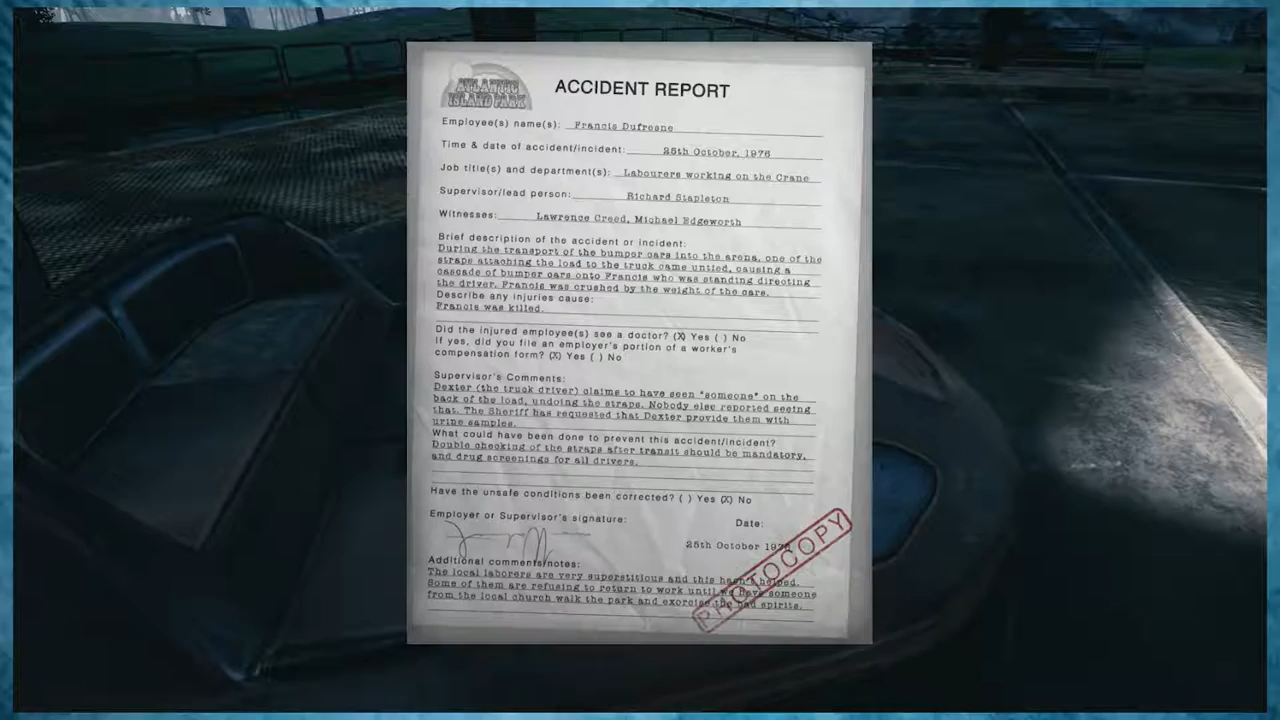 ATLANTIC
ISLAND PARK
ACCIDENT REPORT
Employee(s) name(s): Francis Dufresne
Time & date of accident/incident: 25th October, 1976
Job title(s) and department(s): Labourers working on the Crane
Supervisor/lead person: Richard Stapleton
Witnesses: Lawrence Creed, Michael Edgeworth
Brief description of the accident or incident:
During the transport of the bumper cars into the arena, one of the
straps attaching the load to the truck came untied, causing a
cascade of bumper cars onto Francis who was standing directing
the driver. Francis was crushed by the weight of the cars.
Describe any injuries cause:
Francis was killed.
Did the injured employee(s) see a doctor? (X) Yes ( ) No
If yes, did you file an employer's portion of a worker's
compensation form? (X) Yes ( ) No
Supervisor's Comments:
Dexter (the truck driver) claims to have seen "someone" on the
back of the load, undoing the straps. Nobody else reported seeing
that. The Sheriff has requested that Dexter provide them with
urine samples.
What could have been done to prevent this accident/incident?
Double checking of the straps after transit should be mandatory,
and drug screenings for all drivers.
Have the unsafe conditions been corrected? ( ) Yes (X) No
Employer or Supervisor's signature:
Date:
25th October 1976
Additional comments/notes:
The local laborers are very superstitious and this hasn't helped.
Some of them are refusing to return to work until we have someone
from the local church walk the park and exorcise the bad spirits.
PHOTOCOPY